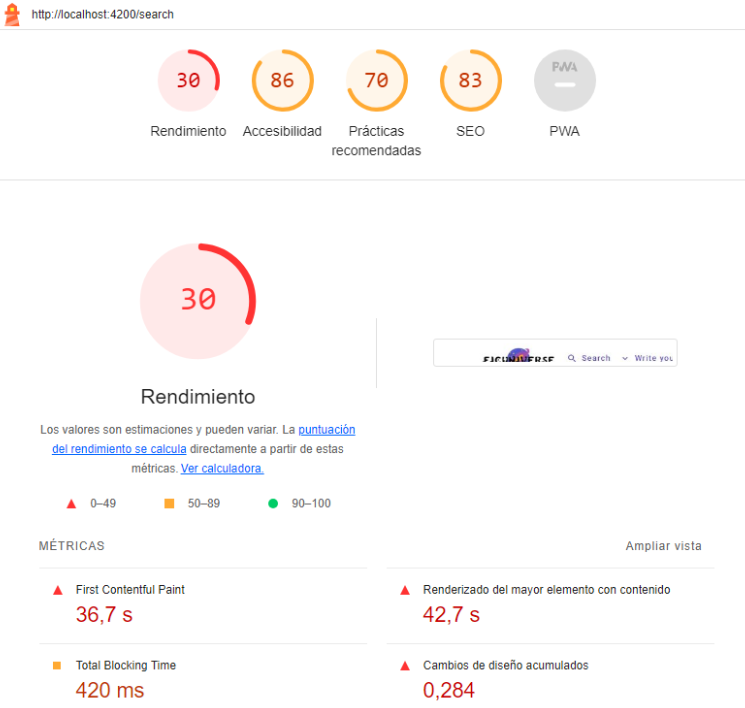 http://localhost:4200/search
30
86
70
83
PWA
Rendimiento
Accesibilidad
Prácticas
recomendadas
SEO
PWA
30
FICUNIVERSE
Search
Write you
Rendimiento
Los valores son estimaciones y pueden variar. La puntuación
del rendimiento se calcula directamente a partir de estas
métricas. Ver calculadora.
0–49
50–89
90–100
MÉTRICAS
Ampliar vista
First Contentful Paint
36,7 s
Renderizado del mayor elemento con contenido
42,7 s
Total Blocking Time
420 ms
Cambios de diseño acumulados
0,284